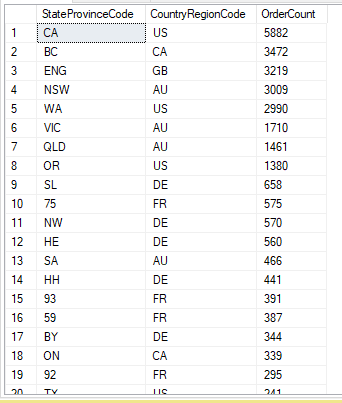 StateProvinceCode CountryRegionCode OrderCount
1 CA US 5882
2 BC CA 3472
3 ENG GB 3219
4 NSW AU 3009
5 WA US 2990
6 VIC AU 1710
7 QLD AU 1461
8 OR US 1380
9 SL DE 658
10 75 FR 575
11 NW DE 570
12 HE DE 560
13 SA AU 466
14 HH DE 441
15 93 FR 391
16 59 FR 387
17 BY DE 344
18 ON CA 339
19 92 FR 295
20 TX US 241